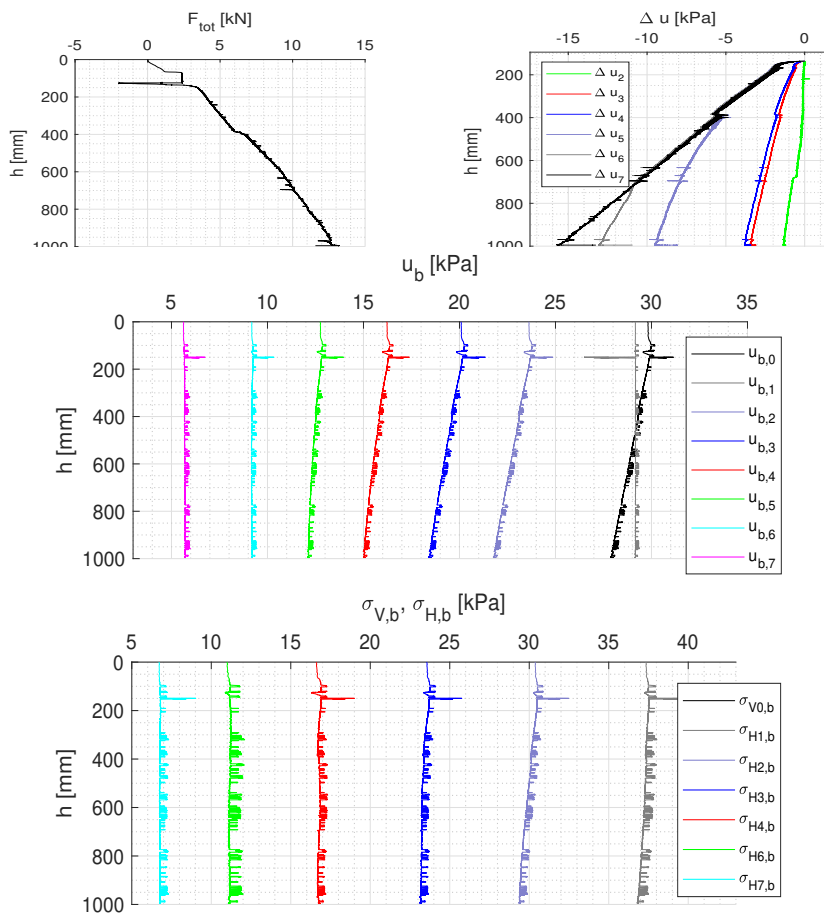 F_tot [kN]
-5 0 5 10 15
0
200
400
600
800
1000
h [mm]
Δ u [kPa]
-15 -10 -5 0
200
400
600
800
1000
h [mm]
Δ u_2
Δ u_3
Δ u_4
Δ u_5
Δ u_6
Δ u_7
u_b [kPa]
5 10 15 20 25 30 35
0
200
400
600
800
1000
h [mm]
u_b,0
u_b,1
u_b,2
u_b,3
u_b,4
u_b,5
u_b,6
u_b,7
σ_V,b, σ_H,b [kPa]
5 10 15 20 25 30 35 40
0
200
400
600
800
1000
h [mm]
σ_V0,b
σ_H1,b
σ_H2,b
σ_H3,b
σ_H4,b
σ_H6,b
σ_H7,b